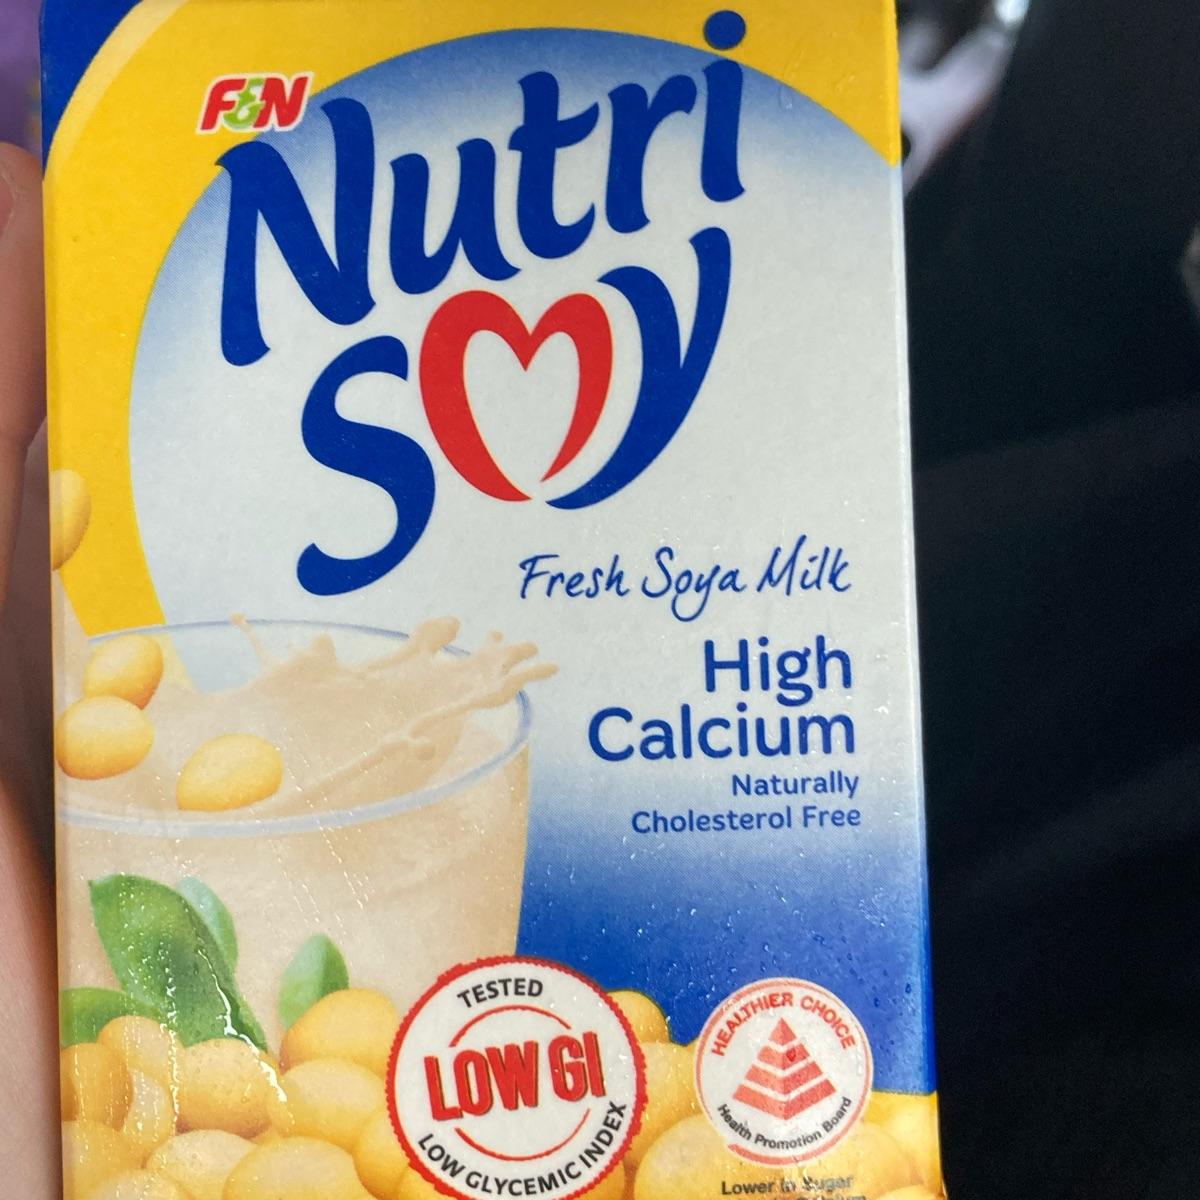 F&N
Nutri
Soy
Fresh Soya Milk
High
Calcium
Naturally
Cholesterol Free
TESTED
LOW GI
LOW GLYCEMIC INDEX
HEALTHIER CHOICE
Health Promotion Board
Lower in Sugar
Calcium